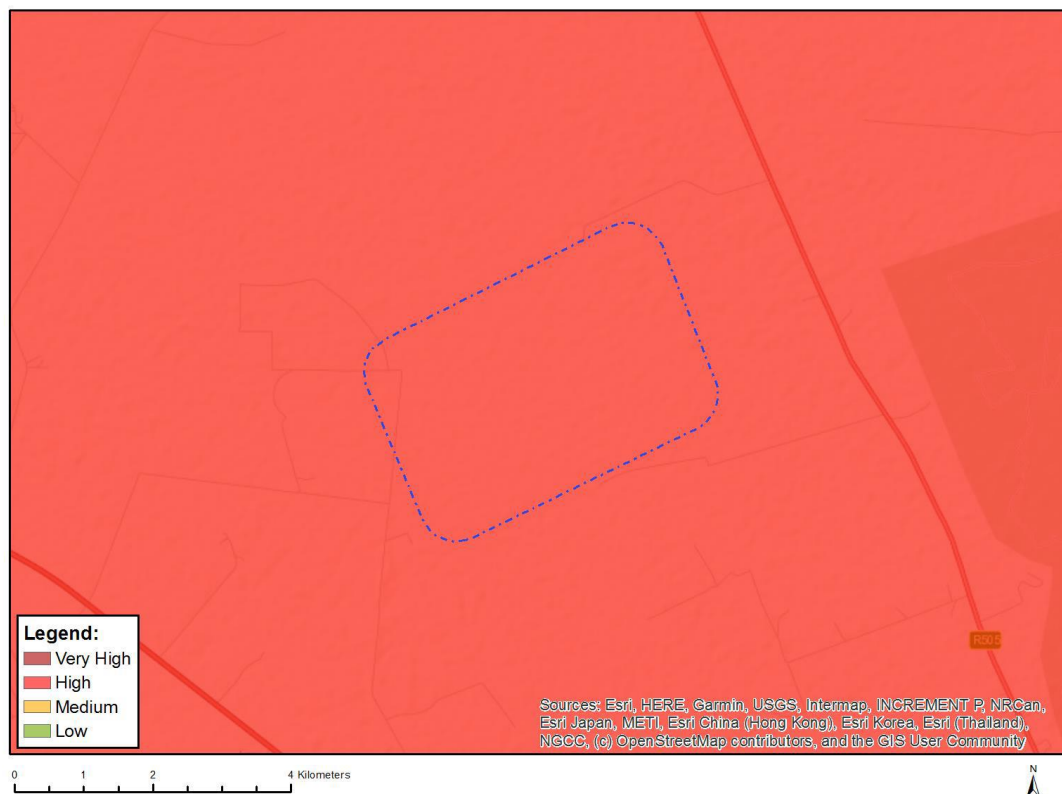 R505
Legend:
Very High
High
Medium
Low
Sources: Esri, HERE, Garmin, USGS, Intermap, INCREMENT P, NRCan,
Esri Japan, METI, Esri China (Hong Kong), Esri Korea, Esri (Thailand),
NGCC, (c) OpenStreetMap contributors, and the GIS User Community
0 1 2 4 Kilometers
N